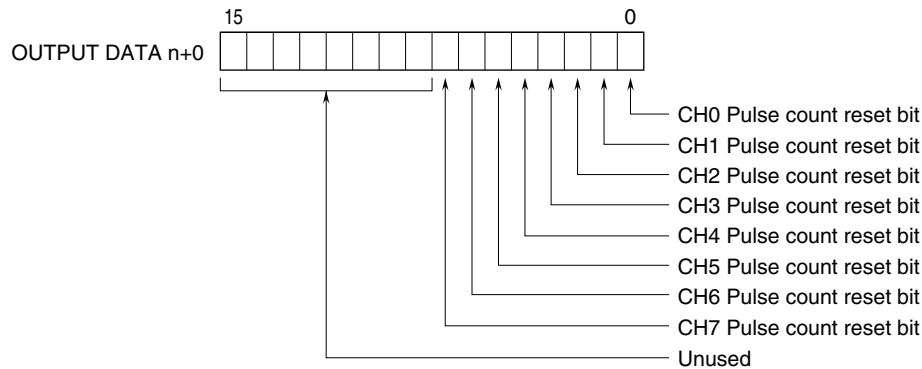 15 0
OUTPUT DATA n+0
CH0 Pulse count reset bit
CH1 Pulse count reset bit
CH2 Pulse count reset bit
CH3 Pulse count reset bit
CH4 Pulse count reset bit
CH5 Pulse count reset bit
CH6 Pulse count reset bit
CH7 Pulse count reset bit
Unused